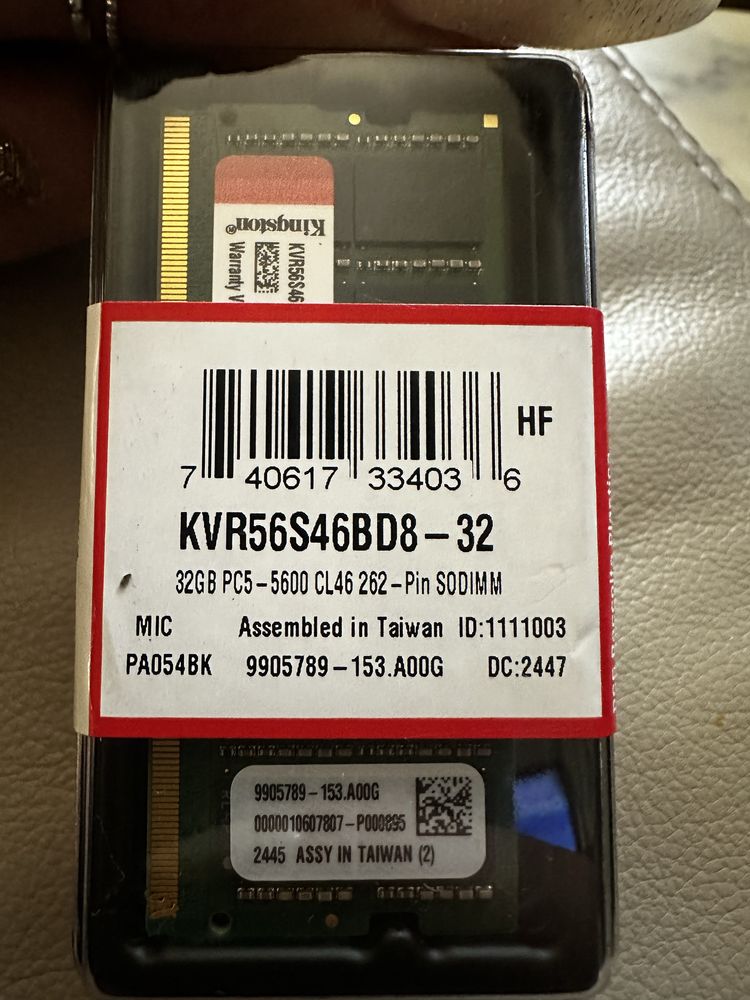 Kingston®
KVR56S46
Warranty V
HF
7 40617 33403 6
KVR56S46BD8-32
32GB PC5-5600 CL46 262-Pin SODIMM
MIC Assembled in Taiwan ID:1111003
PA054BK 9905789-153.A00G DC:2447
9905789-153.A00G
0000010607807-P000895
2445 ASSY IN TAIWAN (2)